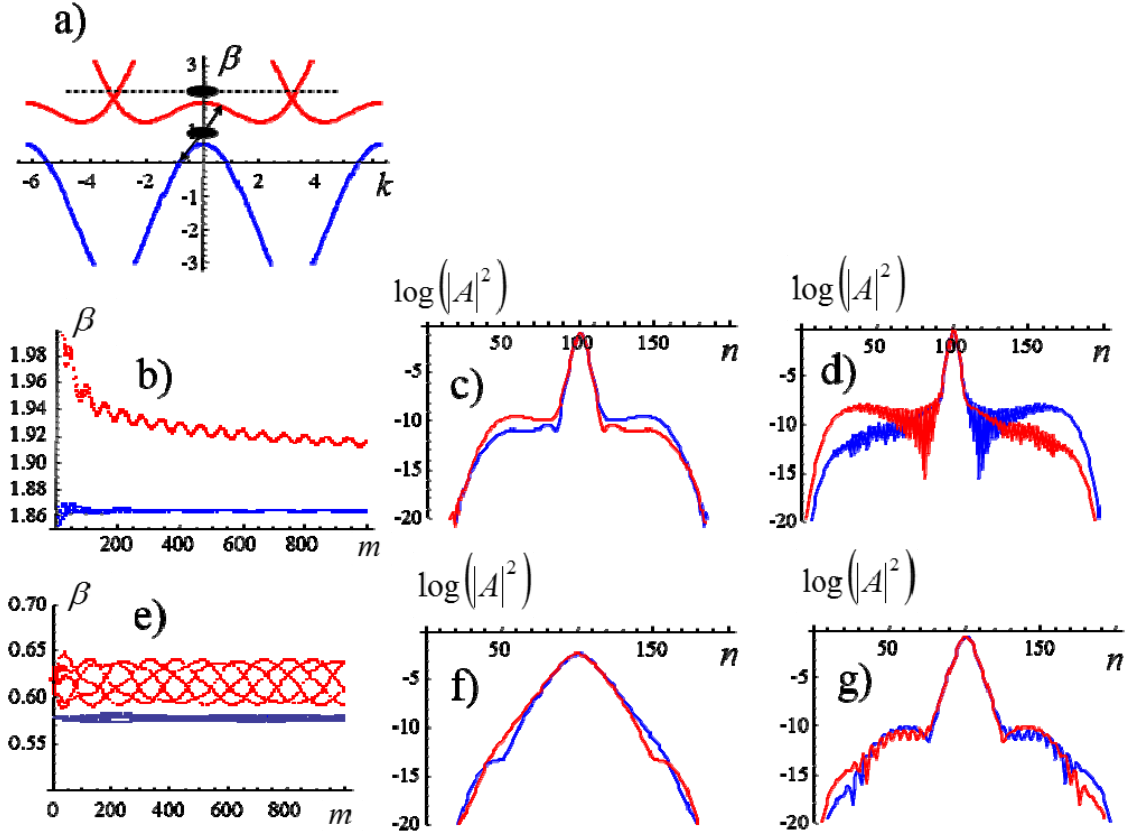 a)
3 β
1
-6 -4 -2 2 4 k
-1
-2
-3
β
b)
1.98
1.96
1.94
1.92
1.90
1.88
1.86
200 400 600 800 m
log(|A|²)
50 100 150 n
-5
-10
-15
-20
c)
log(|A|²)
50 100 150 n
-5
-10
-15
-20
d)
β
e)
0.70
0.65
0.60
0.55
0 200 400 600 800 m
log(|A|²)
50 100 150 n
-5
-10
-15
-20
f)
log(|A|²)
50 100 150 n
-5
-10
-15
-20
g)